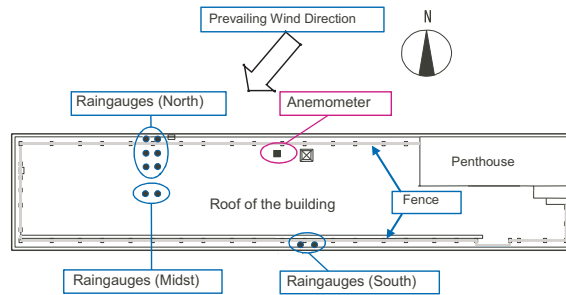 Prevailing Wind Direction
N
Raingauges (North)
Anemometer
Penthouse
Roof of the building
Fence
Raingauges (Midst)
Raingauges (South)